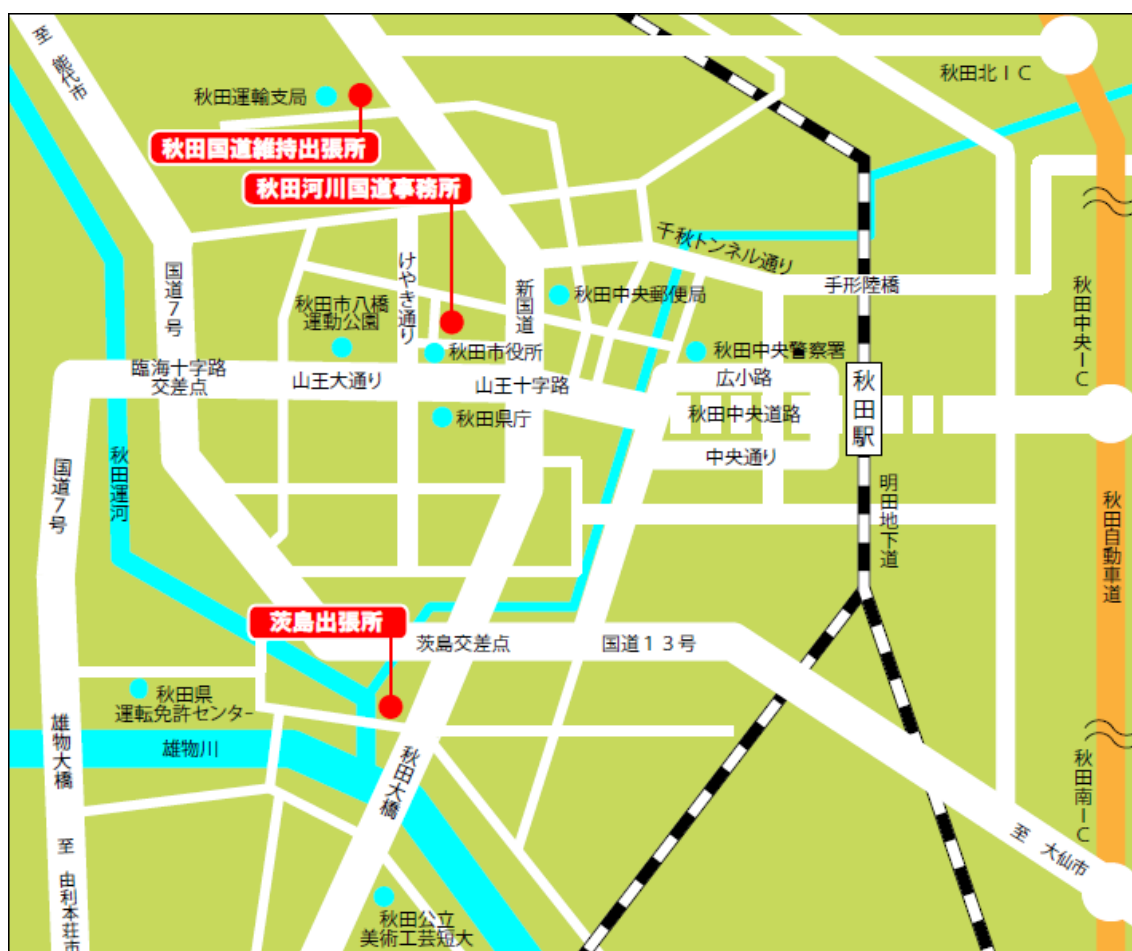 至 能代市
秋田北ＩＣ
秋田運輸支局
秋田国道維持出張所
秋田河川国道事務所
千秋トンネル通り
手形陸橋
国道７号
けやき通り
新国道
秋田中央郵便局
秋田中央ＩＣ
秋田市八橋
運動公園
秋田市役所
秋田中央警察署
臨海十字路
交差点
山王大通り
山王十字路
広小路
秋田駅
秋田県庁
秋田中央道路
中央通り
秋田運河
国道７号
明田地下道
秋田自動車道
茨島出張所
茨島交差点
国道１３号
秋田県
運転免許センター
雄物大橋
雄物川
秋田大橋
秋田南ＩＣ
至 大仙市
至 由利本荘市
秋田公立
美術工芸短大